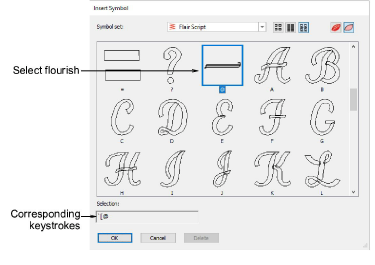 Insert Symbol
Symbol set:
Flair Script
Select flourish
= ? @ A B
C D E F G
H I J K L
Selection:
Corresponding
keystrokes
OK Cancel Delete